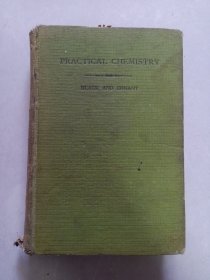 PRACTICAL CHEMISTRY
BLACK AND CONANT